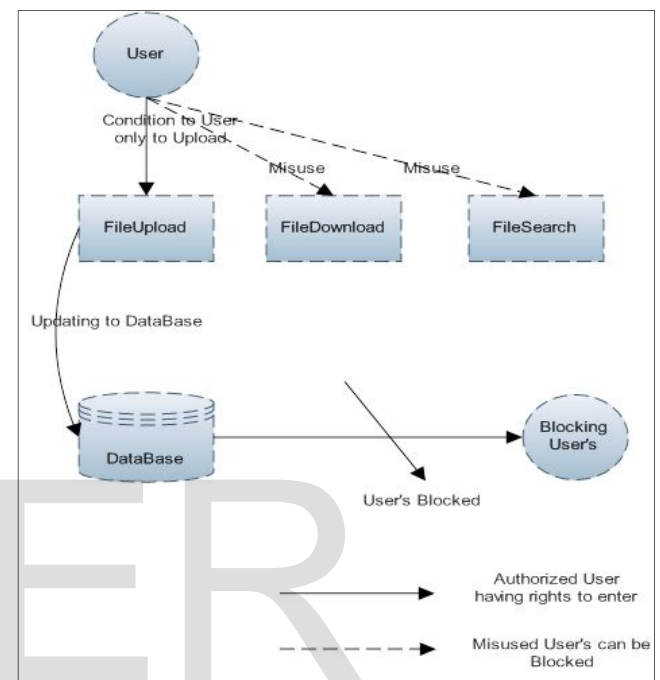 User
Condition to User
only to Upload
Misuse
Misuse
FileUpload
FileDownload
FileSearch
Updating to DataBase
DataBase
Blocking
User's
User's Blocked
Authorized User
having rights to enter
Misused User's can be
Blocked
ER